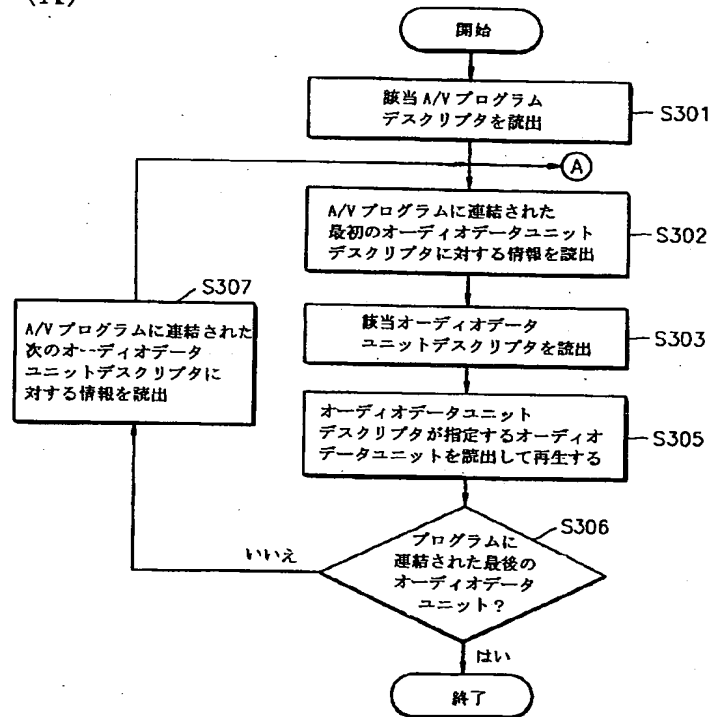 開始
該当 A/V プログラム
デスクリプタを読出
S301
A
A/V プログラムに連結された
最初のオーディオデータユニット
デスクリプタに対する情報を読出
S302
S307
A/V プログラムに連結された
次のオーディオデータ
ユニットデスクリプタに
対する情報を読出
該当オーディオデータ
ユニットデスクリプタを読出
S303
オーディオデータユニット
デスクリプタが指定するオーディオ
データユニットを読出して再生する
S305
S306
プログラムに
連結された最後の
オーディオデータ
ユニット?
いいえ
はい
終了